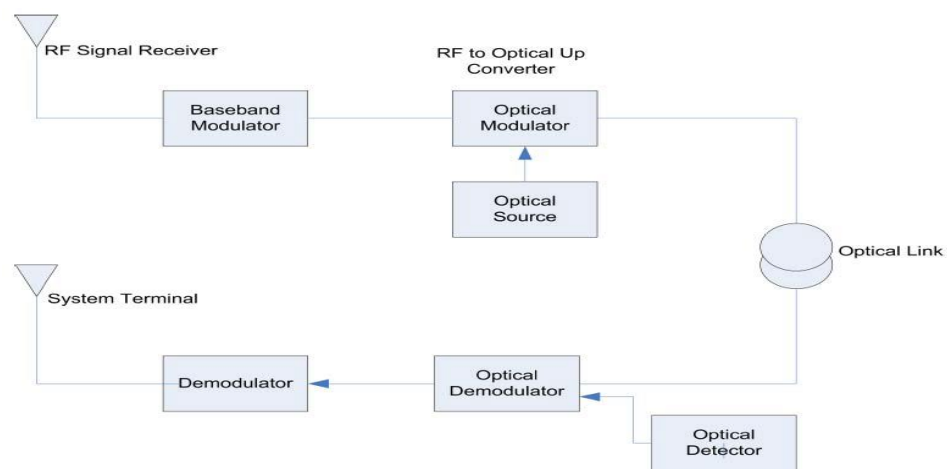 RF Signal Receiver
RF to Optical Up
Converter
Baseband
Modulator
Optical
Modulator
Optical
Source
Optical Link
System Terminal
Demodulator
Optical
Demodulator
Optical
Detector